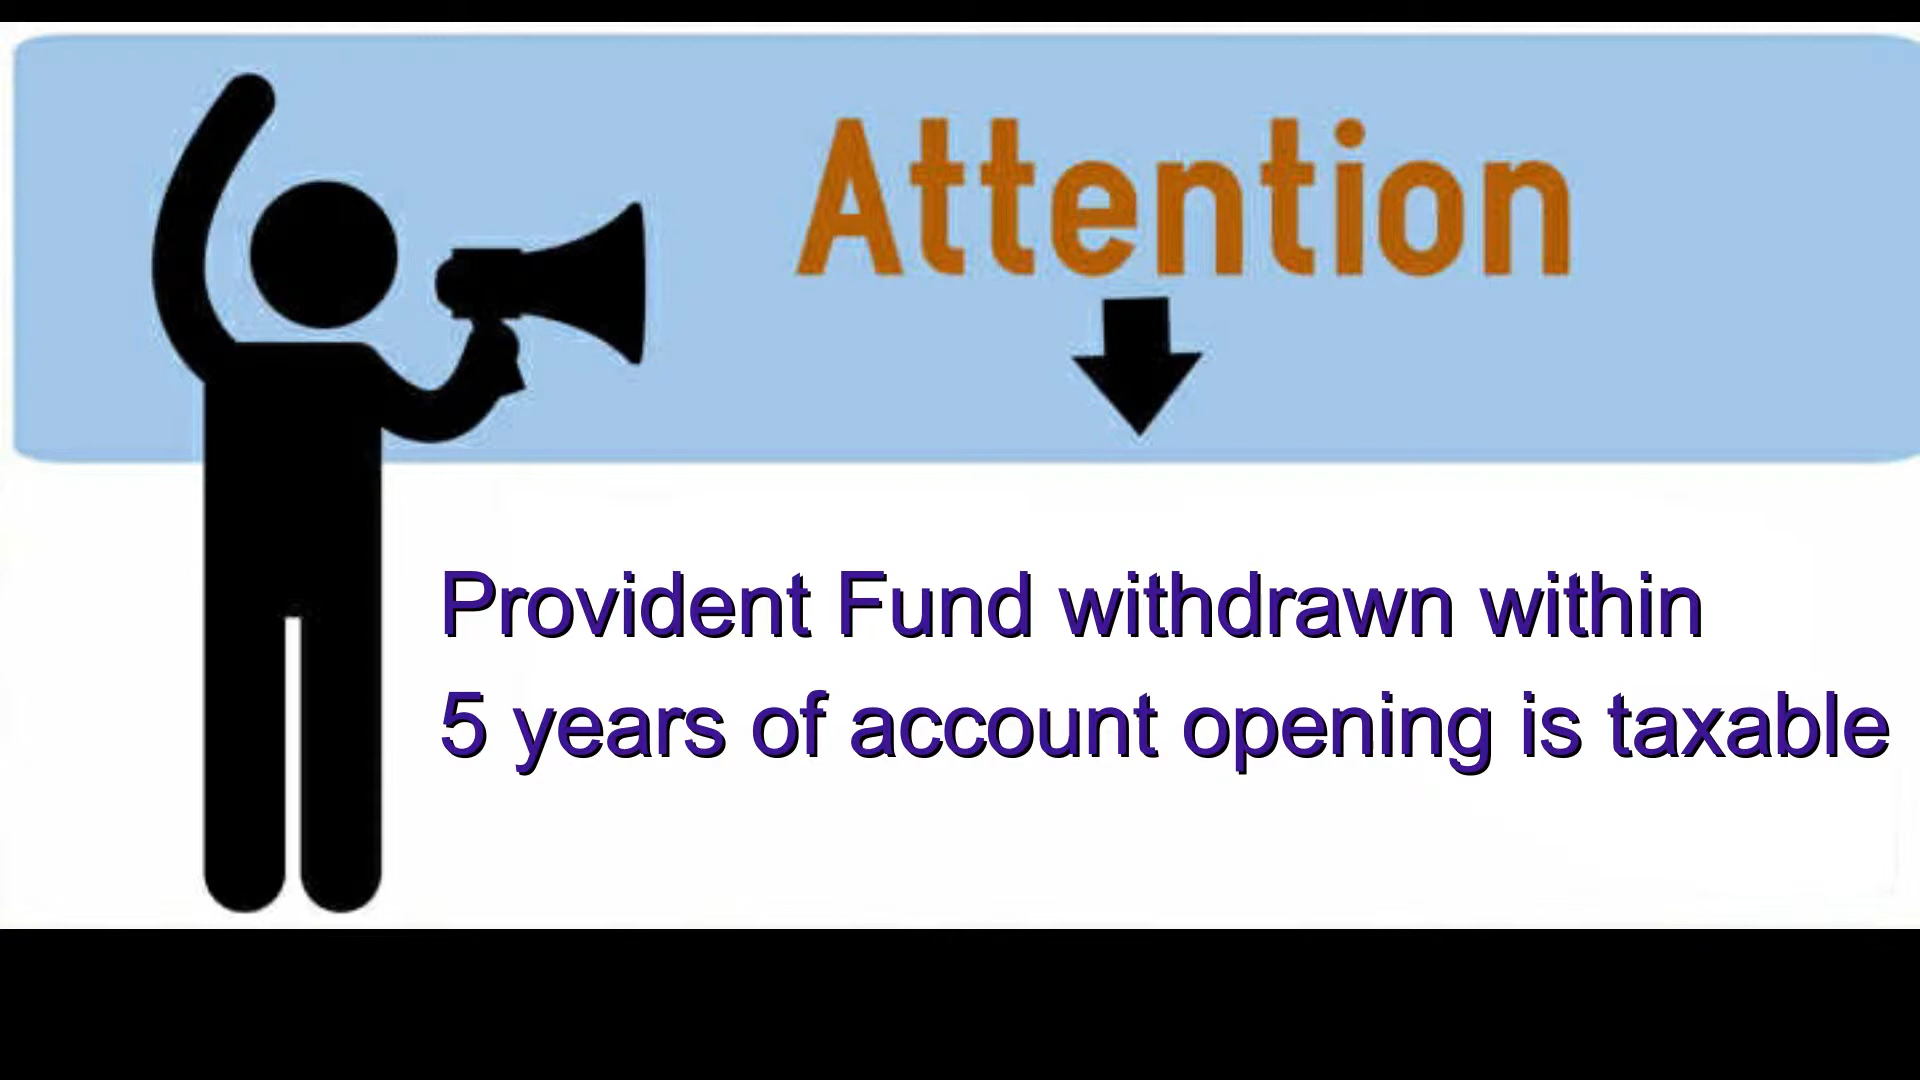 Attention
Provident Fund withdrawn within
5 years of account opening is taxable